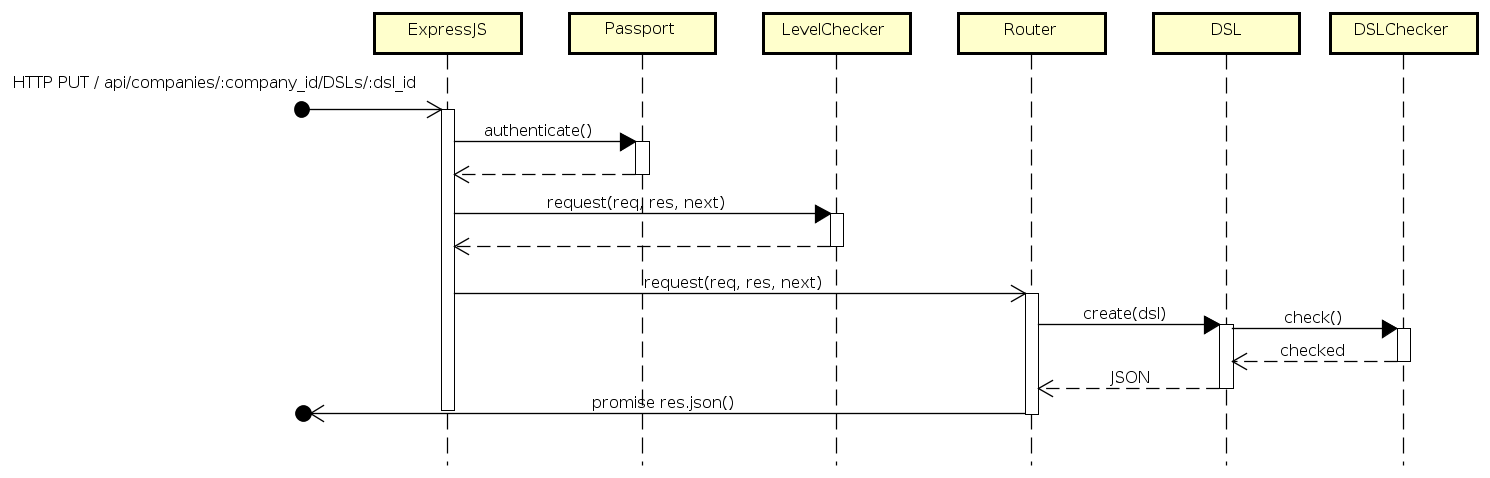 ExpressJS
Passport
LevelChecker
Router
DSL
DSLChecker
HTTP PUT / api/companies/:company_id/DSLs/:dsl_id
authenticate()
request(req, res, next)
request(req, res, next)
create(dsl)
check()
checked
JSON
promise res.json()